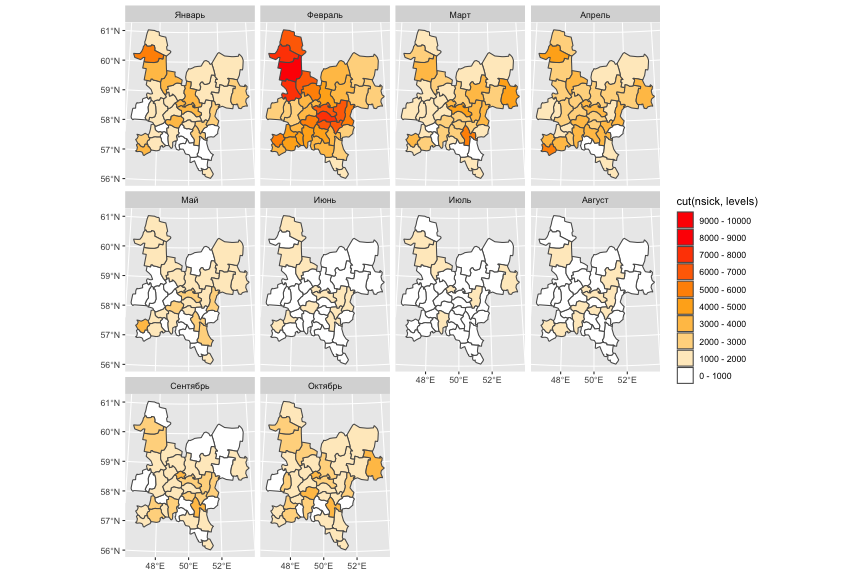 Январь
Февраль
Март
Апрель
61°N
60°N
59°N
58°N
57°N
56°N
Май
Июнь
Июль
Август
61°N
60°N
59°N
58°N
57°N
56°N
48°E 50°E 52°E
48°E 50°E 52°E
Сентябрь
Октябрь
61°N
60°N
59°N
58°N
57°N
56°N
48°E 50°E 52°E
48°E 50°E 52°E
cut(nsick, levels)
9000 - 10000
8000 - 9000
7000 - 8000
6000 - 7000
5000 - 6000
4000 - 5000
3000 - 4000
2000 - 3000
1000 - 2000
0 - 1000